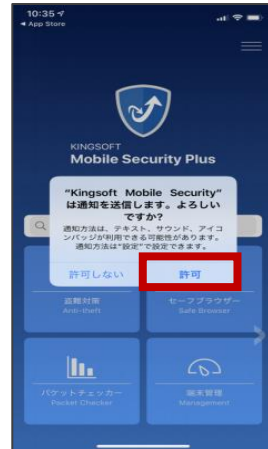 10:35
◀ App Store
KINGSOFT
Mobile Security Plus
"Kingsoft Mobile Security"
は通知を送信します。よろしい
ですか?
通知方法は、テキスト、サウンド、アイコ
ンバッジが利用できる可能性があります。
通知方法は"設定"で設定できます。
許可しない
許可
盗難対策
Anti-theft
セーフブラウザー
Safe Browser
パケットチェッカー
Packet Checker
端末管理
Management